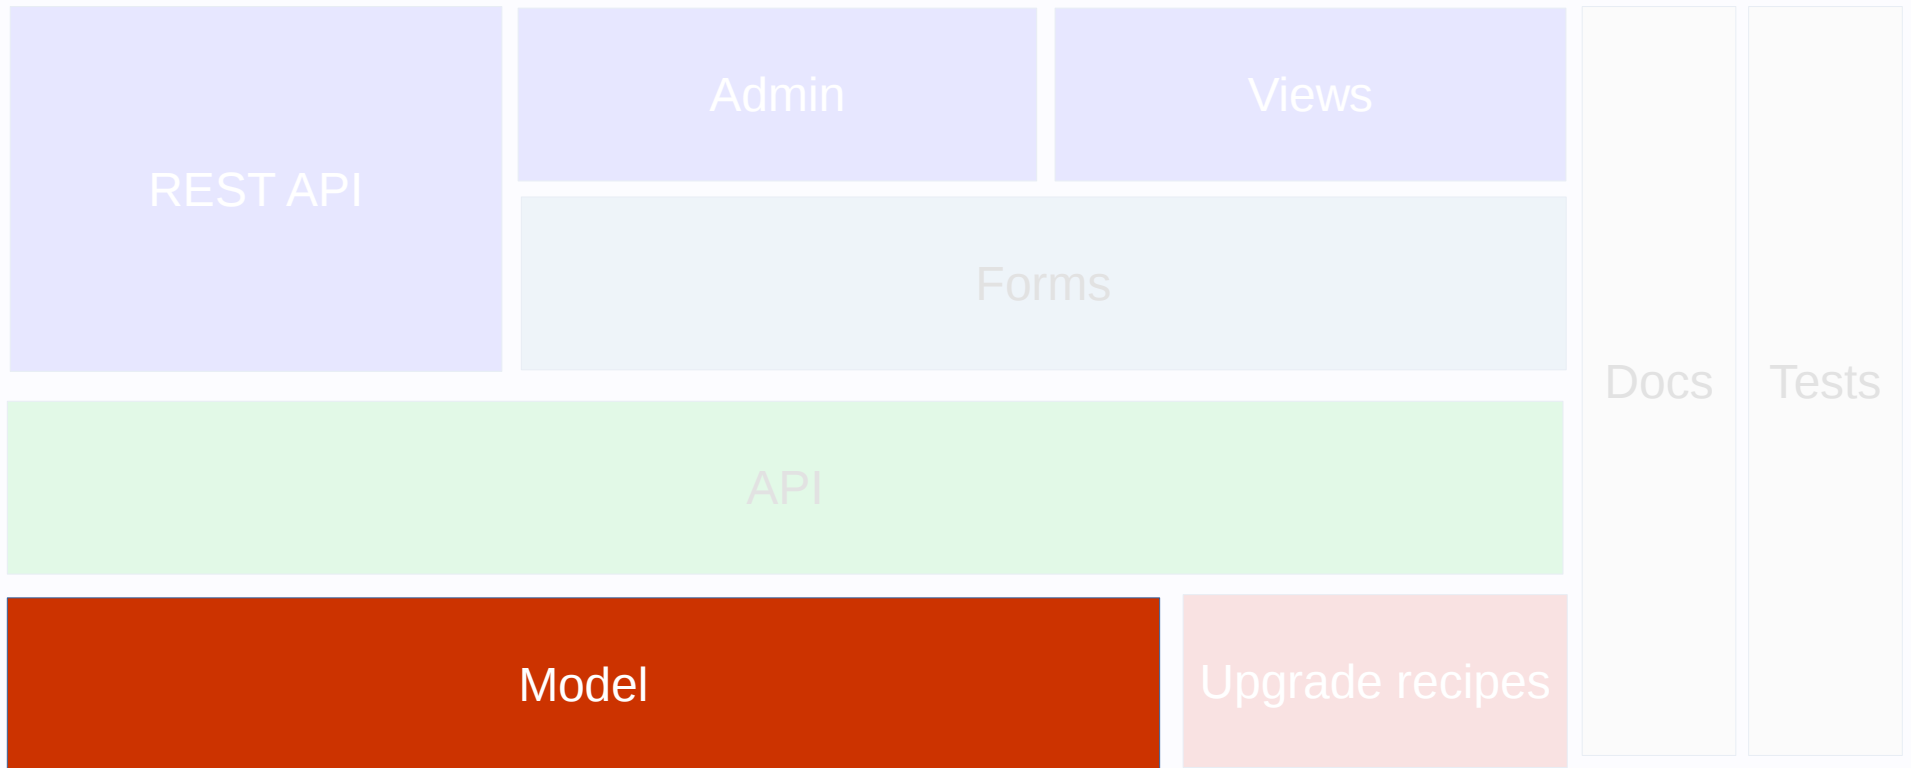 Admin
Views
REST API
Forms
Docs
Tests
API
Model
Upgrade recipes